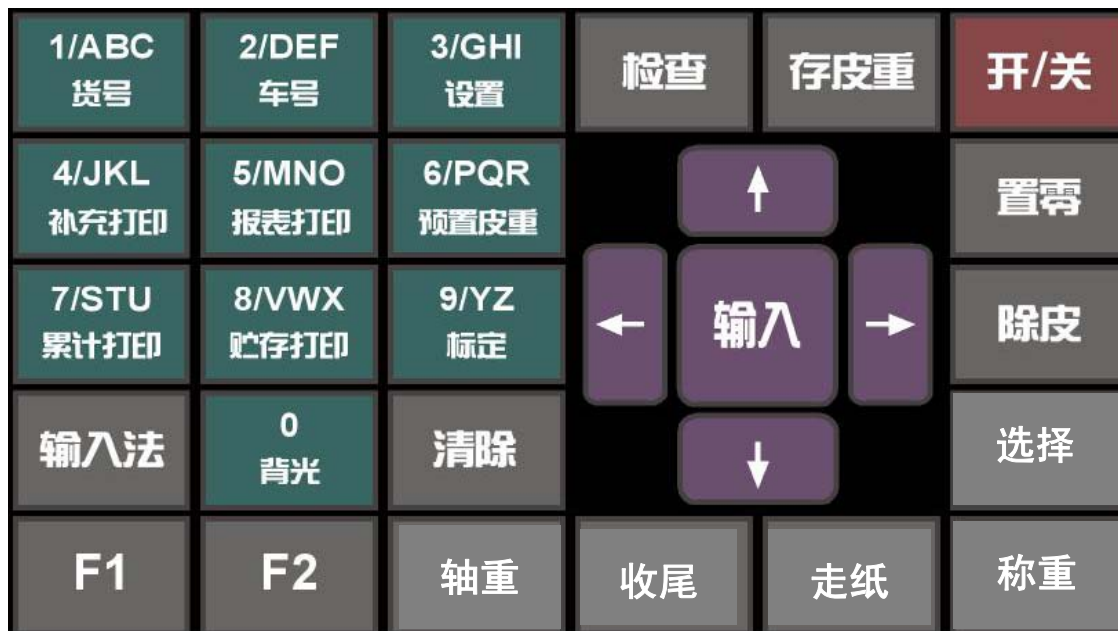 1/ABC
货号
2/DEF
车号
3/GHI
设置
检查
存皮重
开/关
4/JKL
补充打印
5/MNO
报表打印
6/PQR
预置皮重
↑
置零
7/STU
累计打印
8/VWX
贮存打印
9/YZ
标定
←
输入
→
除皮
输入法
0
背光
清除
↓
选择
F1
F2
轴重
收尾
走纸
称重